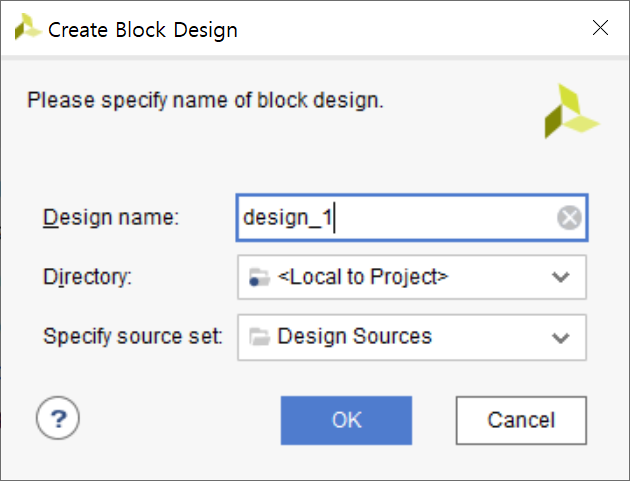 Create Block Design
Please specify name of block design.
Design name: design_1
Directory: <Local to Project>
Specify source set: Design Sources
? OK Cancel